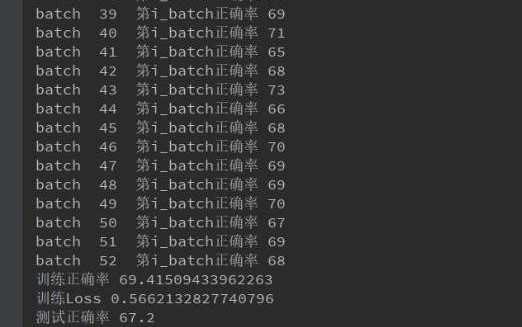 batch  39  第i_batch正确率 69
batch  40  第i_batch正确率 71
batch  41  第i_batch正确率 65
batch  42  第i_batch正确率 68
batch  43  第i_batch正确率 73
batch  44  第i_batch正确率 66
batch  45  第i_batch正确率 68
batch  46  第i_batch正确率 70
batch  47  第i_batch正确率 69
batch  48  第i_batch正确率 69
batch  49  第i_batch正确率 70
batch  50  第i_batch正确率 67
batch  51  第i_batch正确率 69
batch  52  第i_batch正确率 68
训练正确率 69.41509433962263
训练Loss 0.5662132827740796
测试正确率 67.2